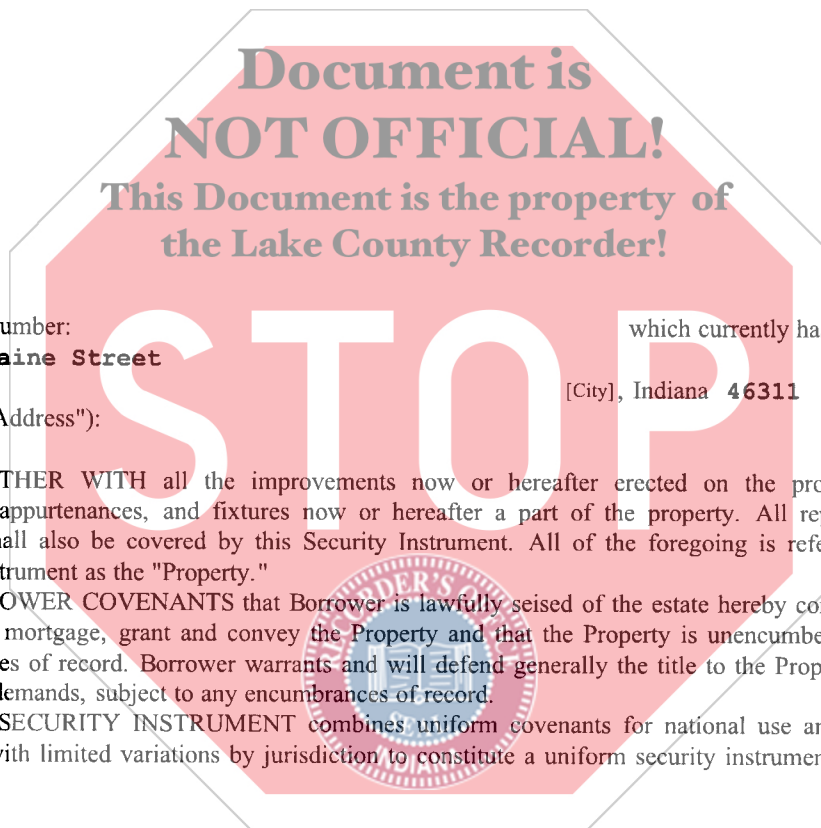 Document is
NOT OFFICIAL!
This Document is the property of
the Lake County Recorder!
umber: which currently ha
aine Street
[City], Indiana 46311
Address"):
STOP
THER WITH all the improvements now or hereafter erected on the pro
appurtenances, and fixtures now or hereafter a part of the property. All re
all also be covered by this Security Instrument. All of the foregoing is refe
trument as the "Property."
OWER COVENANTS that Borrower is lawfully seised of the estate hereby co
mortgage, grant and convey the Property and that the Property is unencumbe
es of record. Borrower warrants and will defend generally the title to the Prop
lemands, subject to any encumbrances of record.
SECURITY INSTRUMENT combines uniform covenants for national use an
ith limited variations by jurisdiction to constitute a uniform security instrumen
RECORDER'S OFFICE
INDIANA